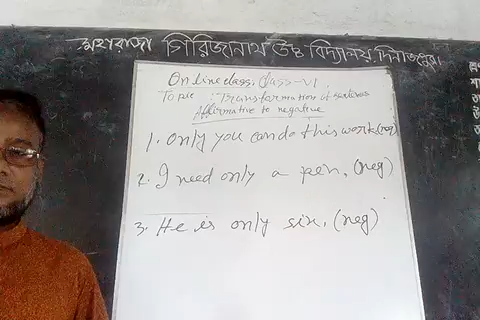 মহারাজা গিরিজানাথ উচ্চ বিদ্যালয়, দিনাজপুর
Online class, Class-VI
Topic: Transformation of sentences
Affirmative to negative
1. Only you can do this work (neg)
2. I need only a pen, (neg)
3. He is only six, (neg)